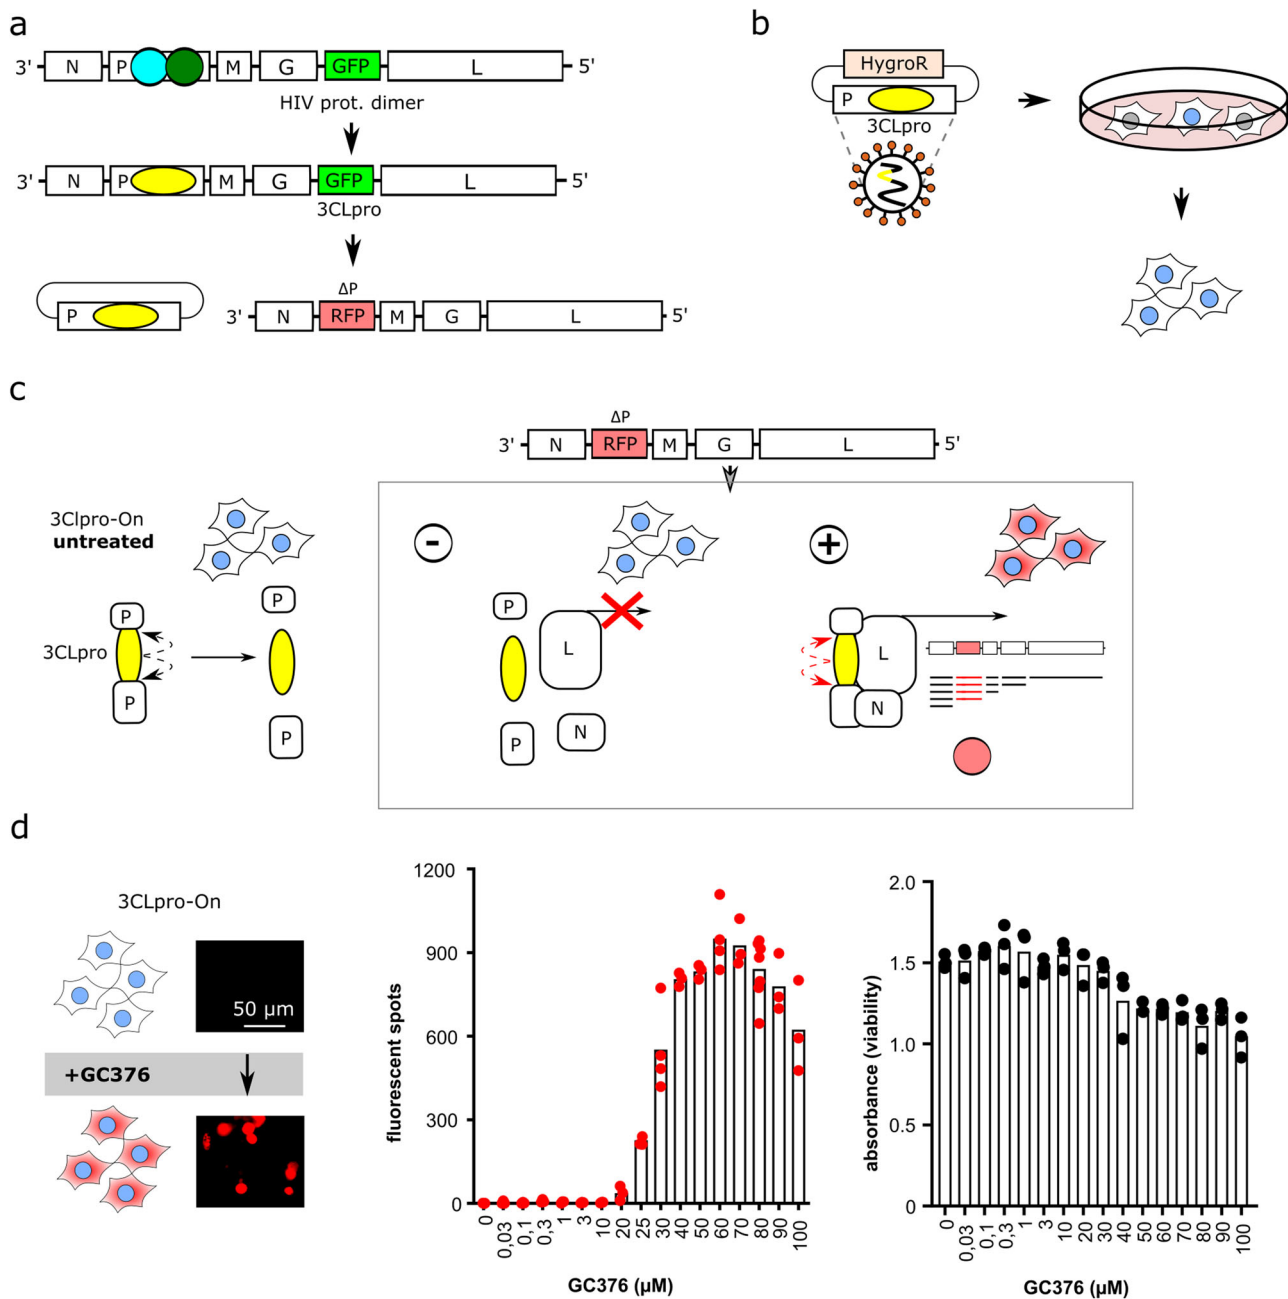 a
3' N P M G GFP L 5'
HIV prot. dimer
3' N P M G GFP L 5'
3CLpro
P
ΔP
3' N RFP M G L 5'
b
HygroR
P
3CLpro
c
ΔP
3' N RFP M G L 5'
3Clpro-On
untreated
-
+
P
3CLpro
P
P
P
P
L
P
N
L
N
d
3CLpro-On
50 µm
+GC376
fluorescent spots
1200
900
600
300
0
0 0,03 0,1 0,3 1 3 10 20 25 30 40 50 60 70 80 90 100
GC376 (µM)
absorbance (viability)
2.0
1.5
1.0
0.5
0
0 0,03 0,1 0,3 1 3 10 20 30 40 50 60 70 80 90 100
GC376 (µM)